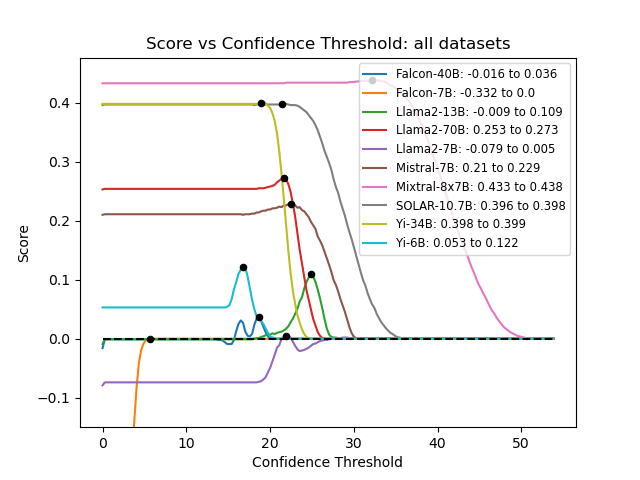 Score vs Confidence Threshold: all datasets
Falcon-40B: -0.016 to 0.036
Falcon-7B: -0.332 to 0.0
Llama2-13B: -0.009 to 0.109
Llama2-70B: 0.253 to 0.273
Llama2-7B: -0.079 to 0.005
Mistral-7B: 0.21 to 0.229
Mixtral-8x7B: 0.433 to 0.438
SOLAR-10.7B: 0.396 to 0.398
Yi-34B: 0.398 to 0.399
Yi-6B: 0.053 to 0.122
Score
0.4
0.3
0.2
0.1
0.0
−0.1
0 10 20 30 40 50
Confidence Threshold